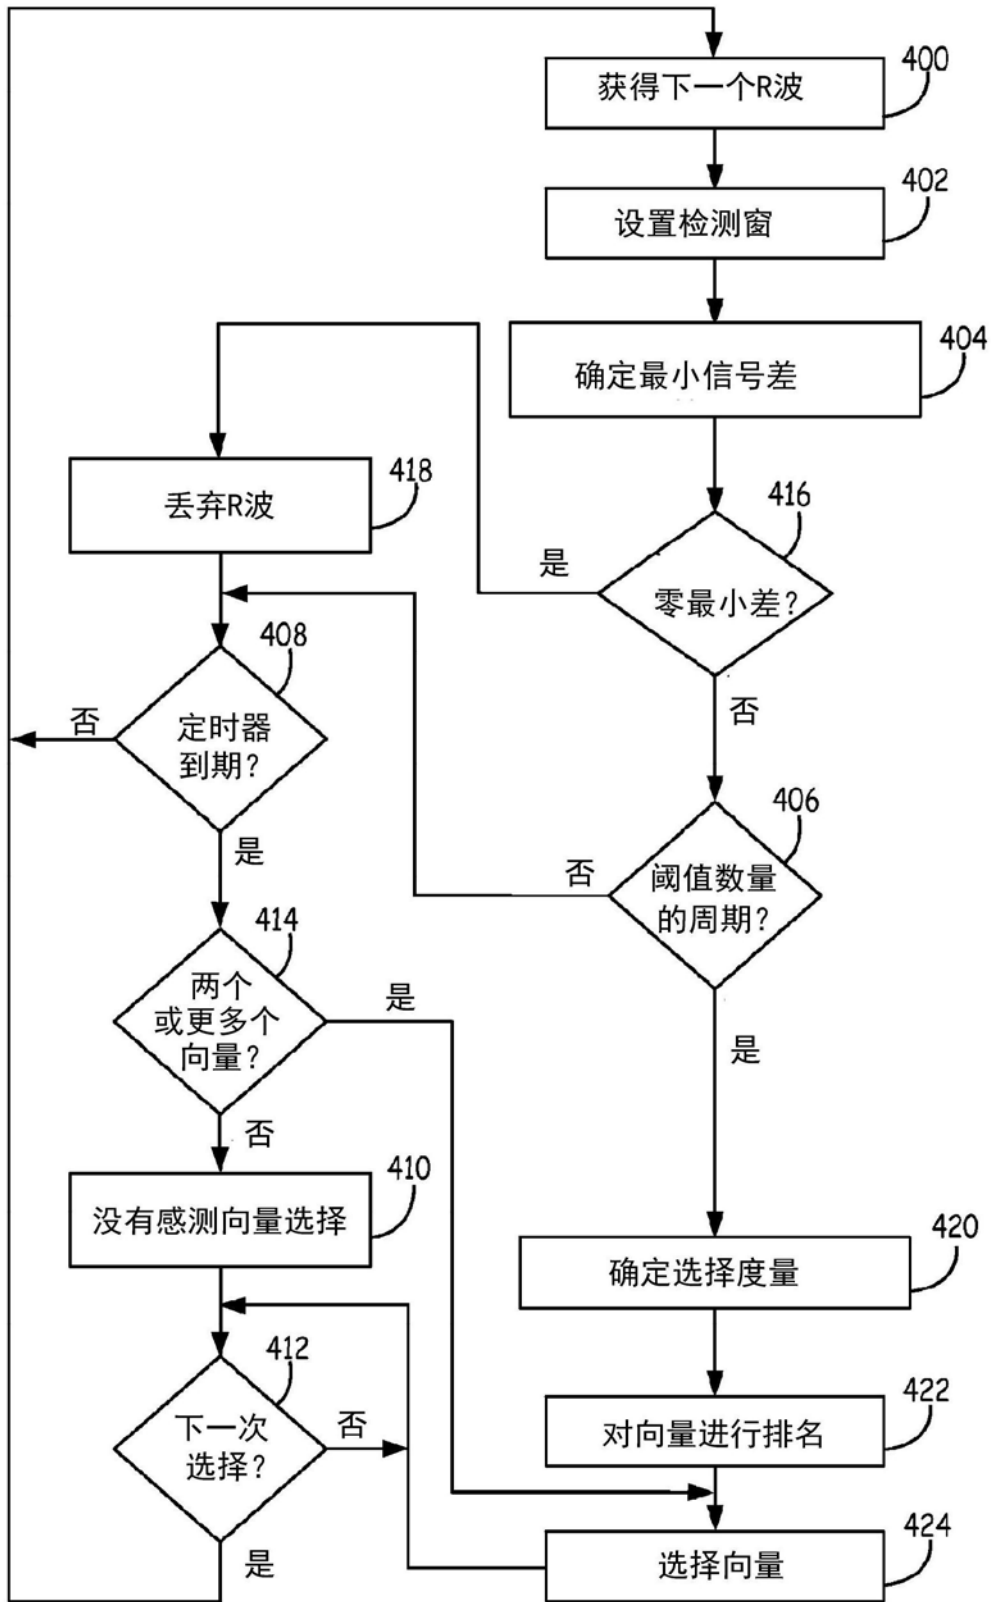 400
获得下一个R波
402
设置检测窗
404
确定最小信号差
418
丢弃R波
416
是
零最小差?
408
否
定时器
到期?
否
406
是
否
阈值数量
的周期?
414
两个
或更多个
向量?
是
是
否
410
没有感测向量选择
420
确定选择度量
412
下一次
选择?
否
422
对向量进行排名
是
424
选择向量